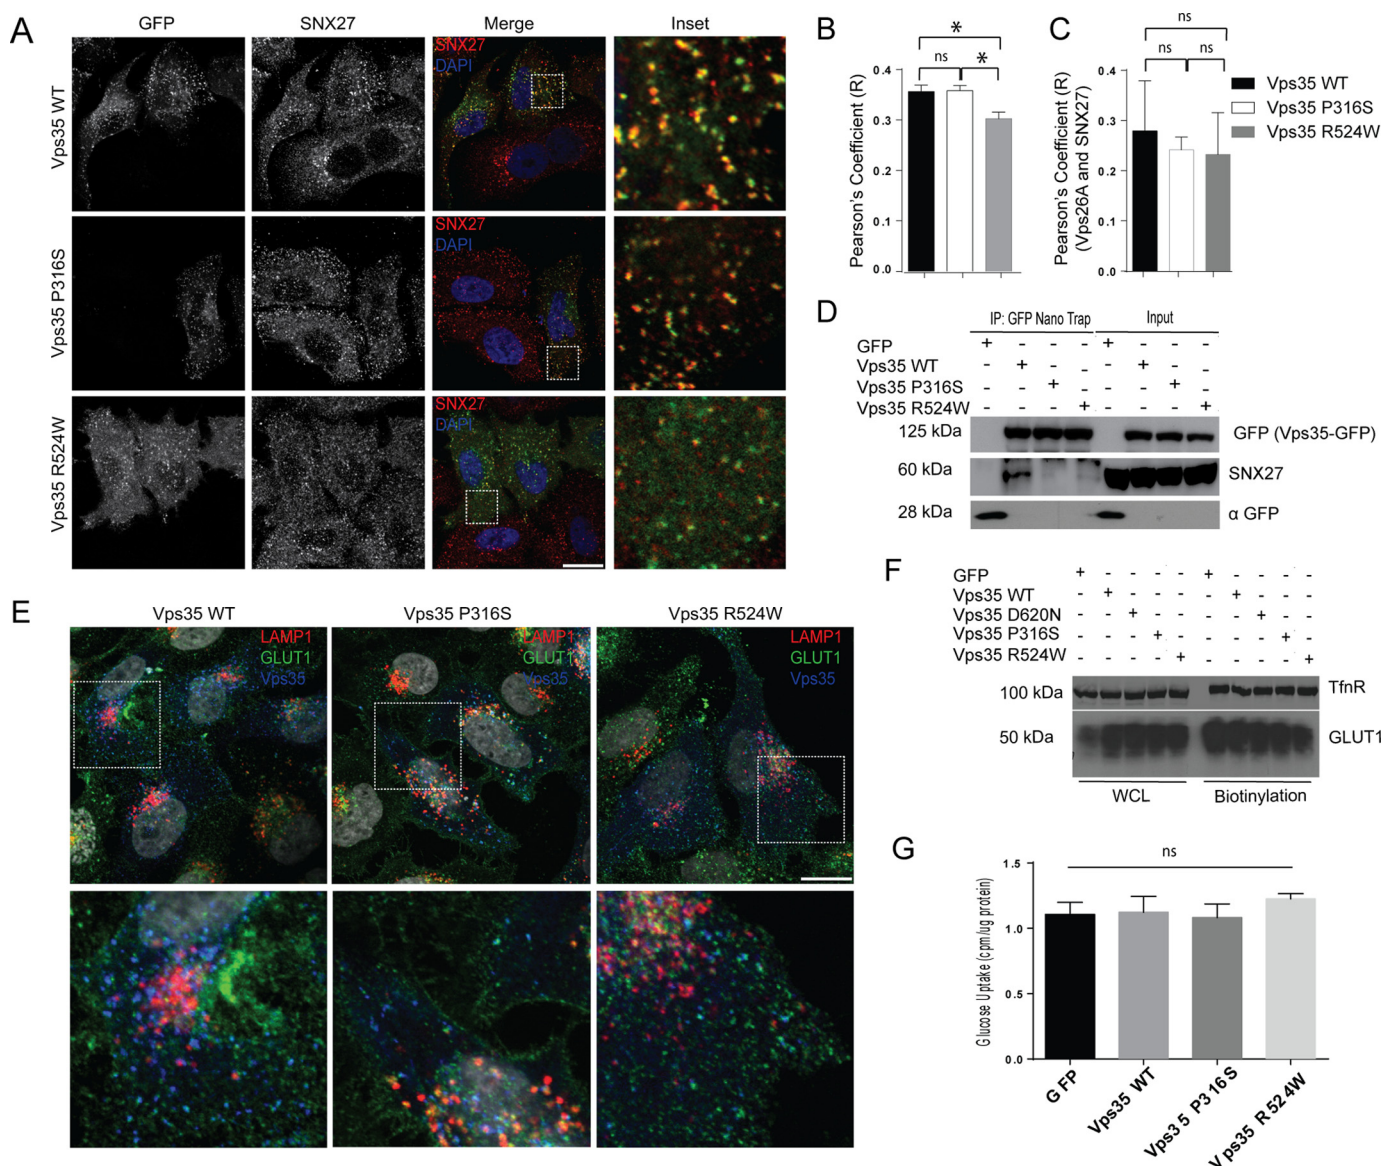 A
GFP
SNX27
Merge
Inset
Vps35 WT
SNX27
DAPI
Vps35 P316S
SNX27
DAPI
Vps35 R524W
SNX27
DAPI
B
*
ns
*
Pearson's Coefficient (R)
0.4
0.3
0.2
0.1
0.0
C
ns
ns
ns
Pearson's Coefficient (R)
(Vps26A and SNX27)
0.4
0.3
0.2
0.1
0.0
Vps35 WT
Vps35 P316S
Vps35 R524W
D
IP: GFP Nano Trap
Input
GFP + - - - + - - -
Vps35 WT - + - - - + - -
Vps35 P316S - - + - - - + -
Vps35 R524W - - - + - - - +
125 kDa
GFP (Vps35-GFP)
60 kDa
SNX27
28 kDa
α GFP
E
Vps35 WT
Vps35 P316S
Vps35 R524W
LAMP1
GLUT1
Vps35
LAMP1
GLUT1
Vps35
LAMP1
GLUT1
Vps35
F
GFP + - - - - + - - - -
Vps35 WT - + - - - - + - - -
Vps35 D620N - - + - - - - + - -
Vps35 P316S - - - + - - - - + -
Vps35 R524W - - - - + - - - - +
100 kDa
TfnR
50 kDa
GLUT1
WCL
Biotinylation
G
ns
Glucose Uptake (cpm/ug protein)
1.5
1.0
0.5
0.0
G FP
Vps35 WT
Vps3 5 P316S
V ps35 R 524W